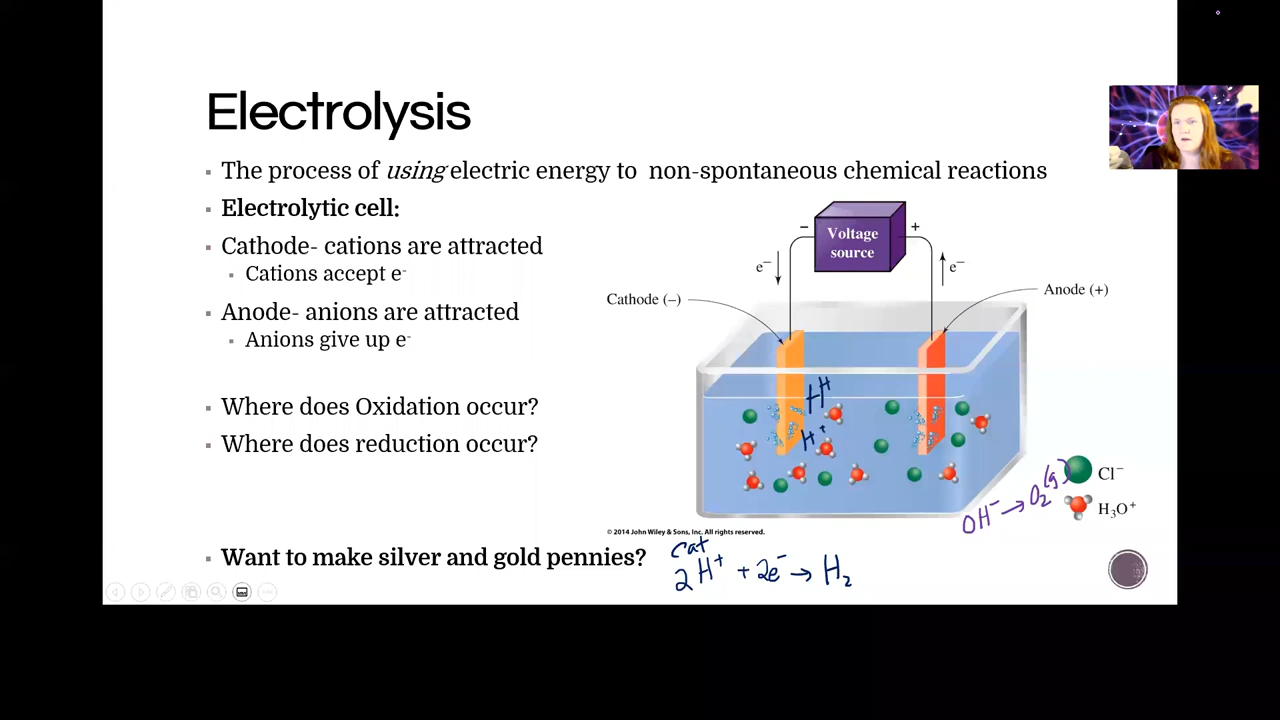 Electrolysis
▪ The process of using electric energy to non-spontaneous chemical reactions
▪ Electrolytic cell:
▪ Cathode- cations are attracted
▪ Cations accept e⁻
▪ Anode- anions are attracted
▪ Anions give up e⁻
▪ Where does Oxidation occur?
▪ Where does reduction occur?
▪ Want to make silver and gold pennies?
− Voltage source +
e⁻ e⁻
Cathode (–)
Anode (+)
H⁺
H⁺
Cl⁻
H₃O⁺
OH⁻ → O₂(g)
© 2014 John Wiley & Sons, Inc. All rights reserved.
cat
2H⁺ + 2e⁻ → H₂